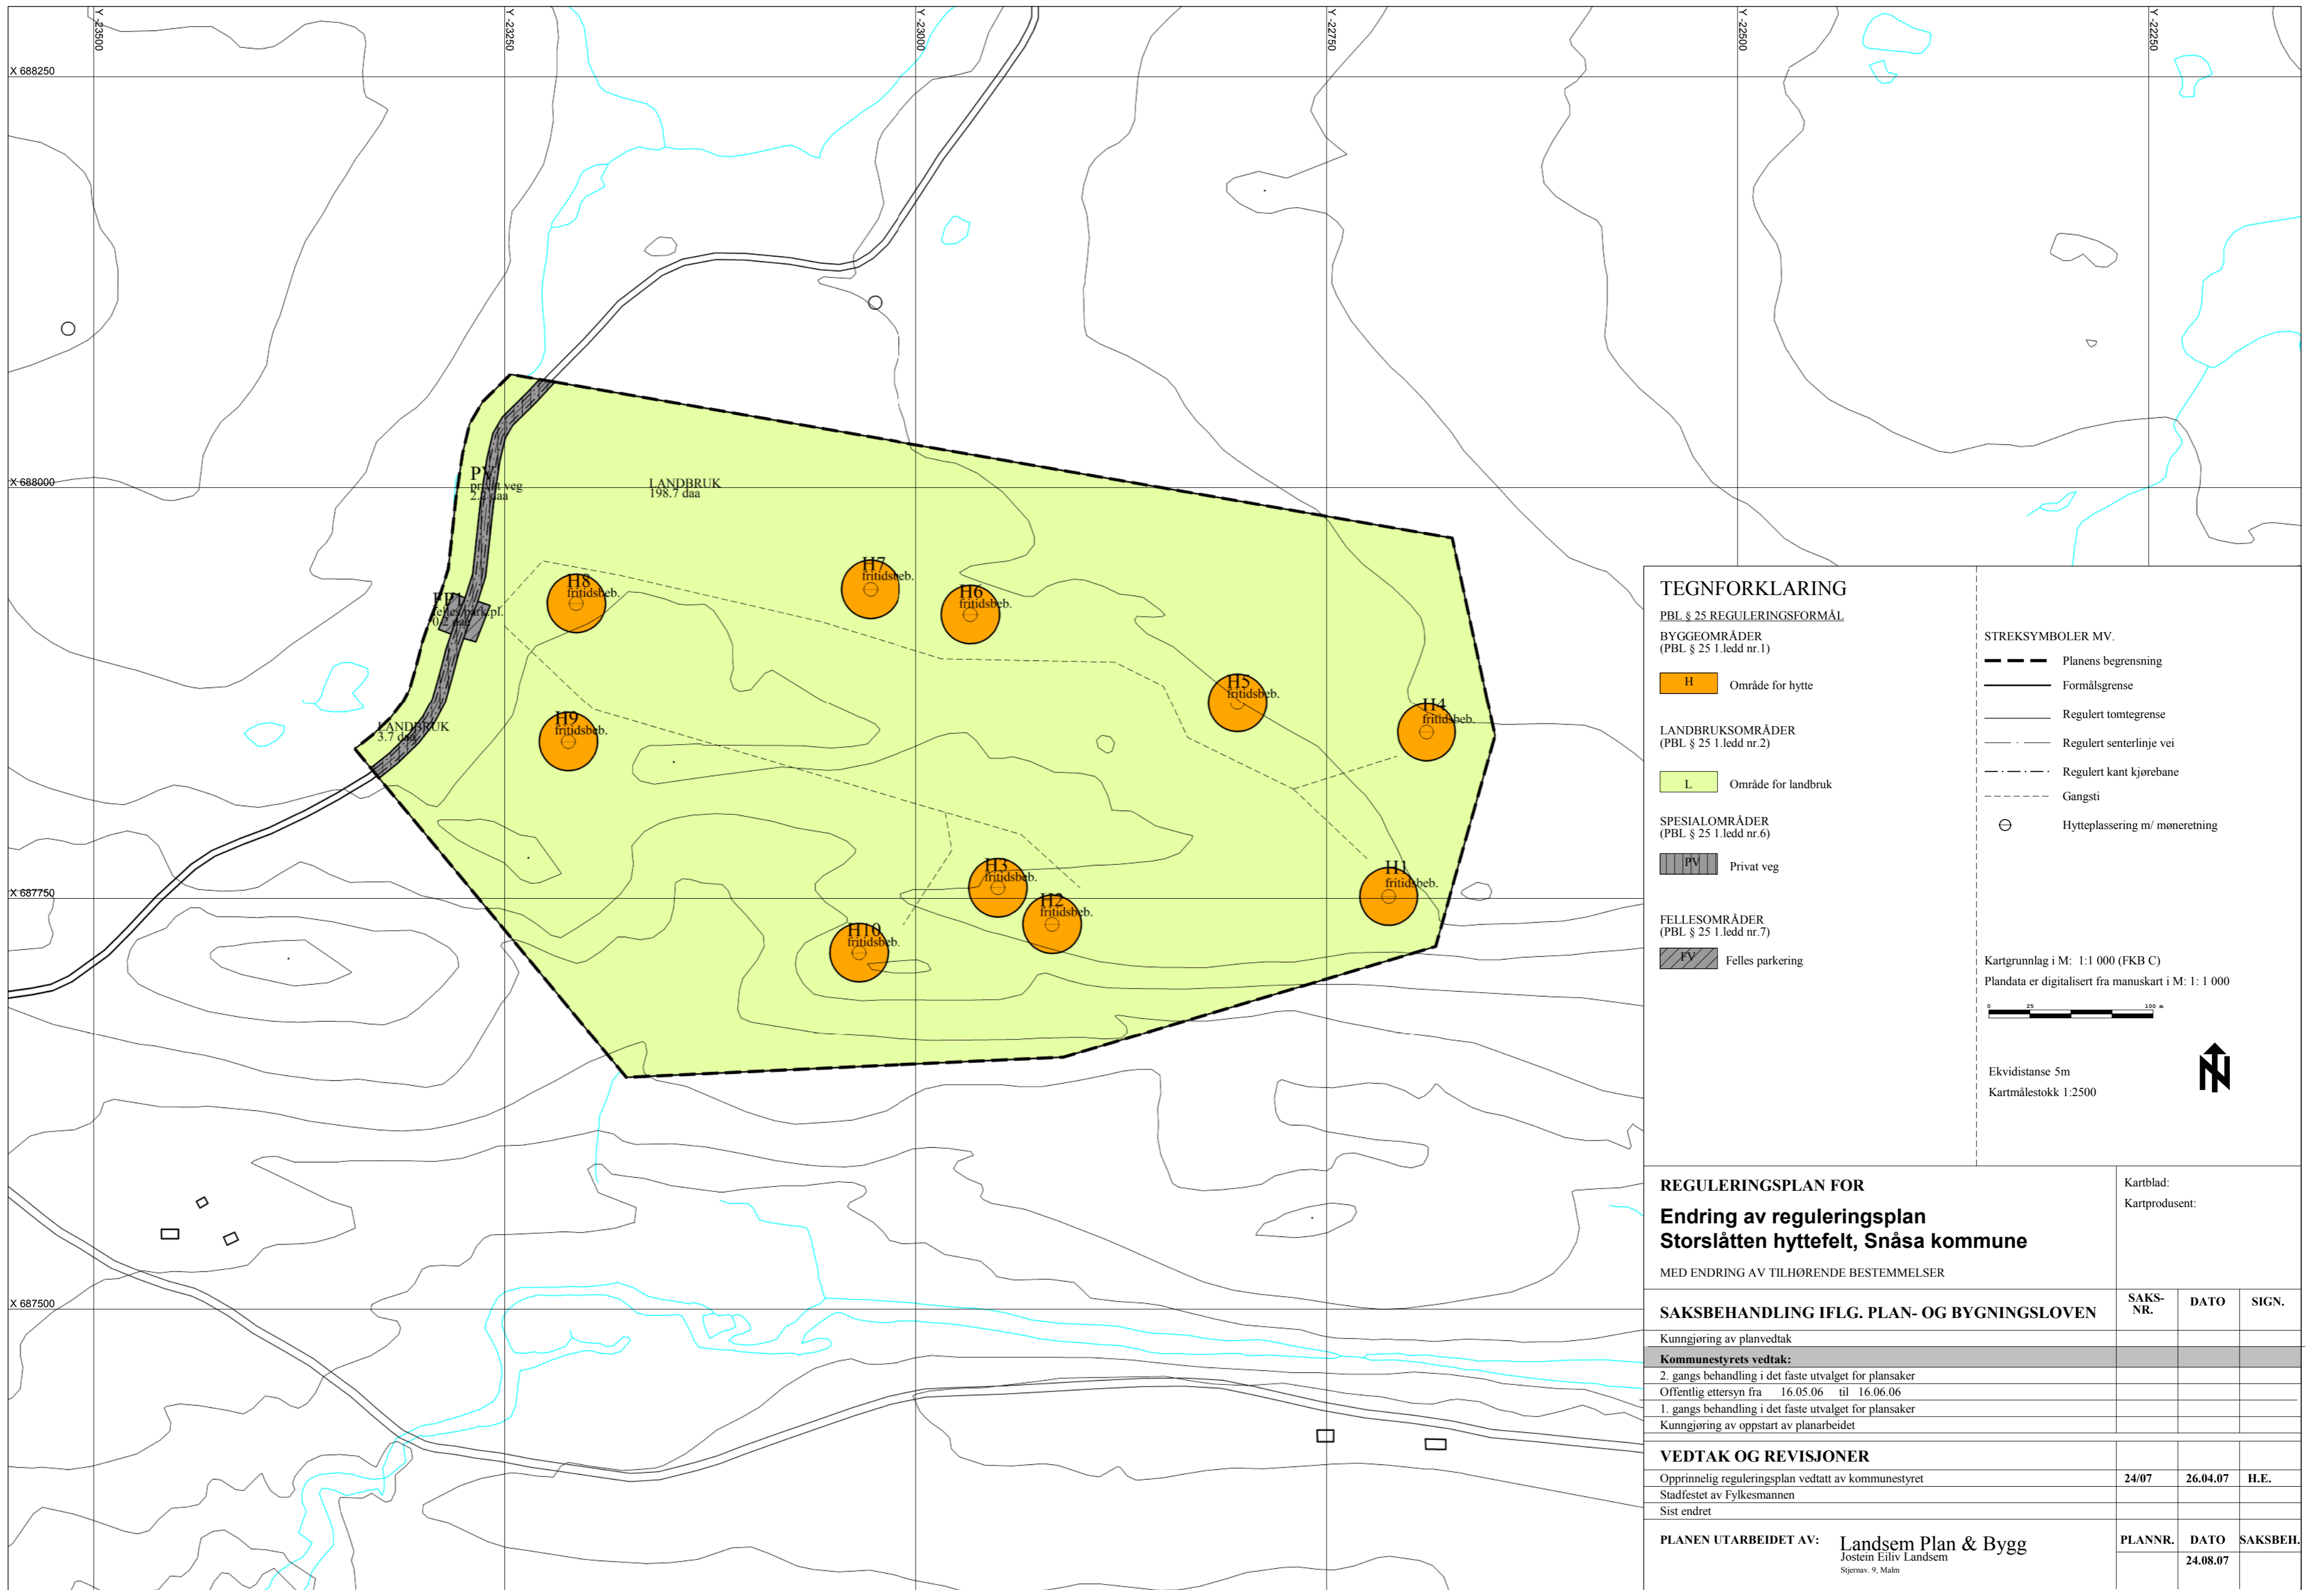 Y -23500
Y -23250
Y -23000
Y -22750
Y -22500
Y -22250
X 688250
X 688000
X 687750
X 687500
PV
privat veg
2.2 daa
LANDBRUK
198.7 daa
H8
fritidsbeb.
H7
fritidsbeb.
H6
fritidsbeb.
FP1
felles park.pl.
0.2 daa
H5
fritidsbeb.
H4
fritidsbeb.
LANDBRUK
3.7 daa
H9
fritidsbeb.
H3
fritidsbeb.
H1
fritidsbeb.
H2
fritidsbeb.
H10
fritidsbeb.
TEGNFORKLARING
PBL § 25 REGULERINGSFORMÅL
BYGGEOMRÅDER
(PBL § 25 1.ledd nr.1)
H Område for hytte
LANDBRUKSOMRÅDER
(PBL § 25 1.ledd nr.2)
L Område for landbruk
SPESIALOMRÅDER
(PBL § 25 1.ledd nr.6)
PV Privat veg
FELLESOMRÅDER
(PBL § 25 1.ledd nr.7)
FV Felles parkering
STREKSYMBOLER MV.
Planens begrensning
Formålsgrense
Regulert tomtegrense
Regulert senterlinje vei
Regulert kant kjørebane
Gangsti
Hytteplassering m/ møneretning
Kartgrunnlag i M: 1:1 000 (FKB C)
Plandata er digitalisert fra manuskart i M: 1: 1 000
0 25 100 m
Ekvidistanse 5m
Kartmålestokk 1:2500
N
REGULERINGSPLAN FOR
Endring av reguleringsplan
Storslåtten hyttefelt, Snåsa kommune
MED ENDRING AV TILHØRENDE BESTEMMELSER
Kartblad:
Kartprodusent:
SAKSBEHANDLING IFLG. PLAN- OG BYGNINGSLOVEN
SAKS-
NR.
DATO
SIGN.
Kunngjøring av planvedtak
Kommunestyrets vedtak:
2. gangs behandling i det faste utvalget for plansaker
Offentlig ettersyn fra 16.05.06 til 16.06.06
1. gangs behandling i det faste utvalget for plansaker
Kunngjøring av oppstart av planarbeidet
VEDTAK OG REVISJONER
Opprinnelig reguleringsplan vedtatt av kommunestyret 24/07 26.04.07 H.E.
Stadfestet av Fylkesmannen
Sist endret
PLANEN UTARBEIDET AV:
Landsem Plan & Bygg
Jostein Eiliv Landsem
Stjernav. 9, Malm
PLANNR. DATO SAKSBEH.
24.08.07